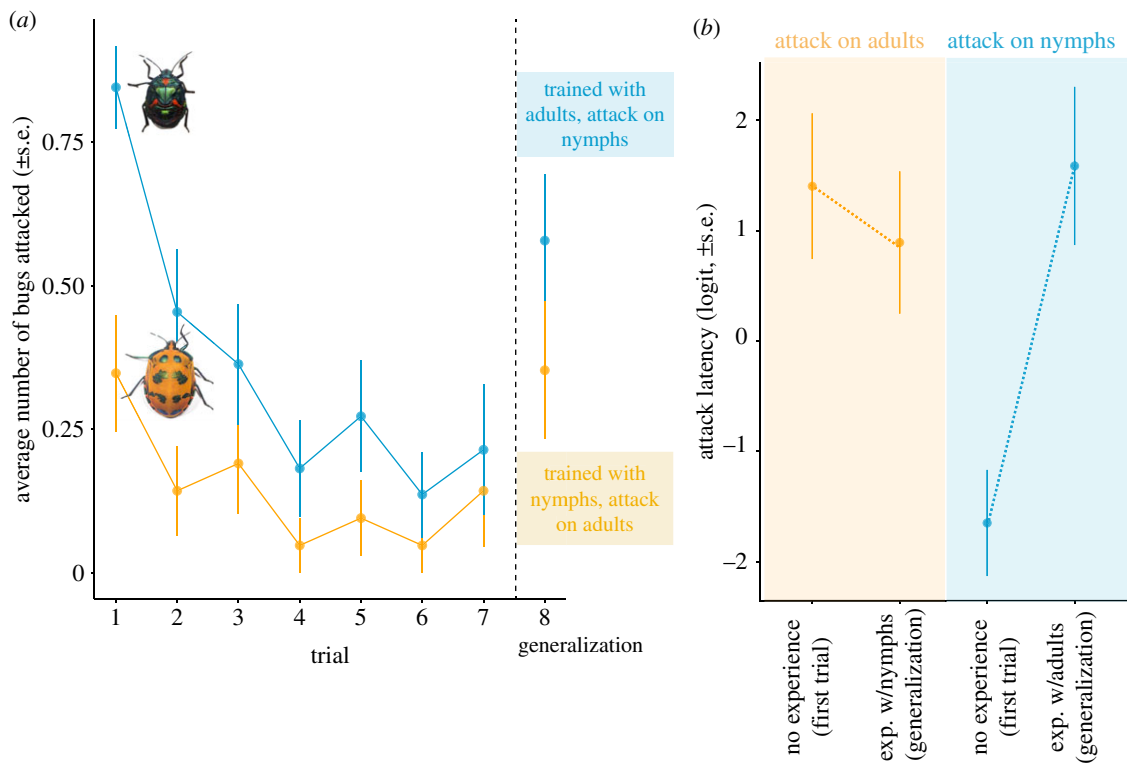 (a)
average number of bugs attacked (±s.e.)
0.75
0.50
0.25
0
1 2 3 4 5 6 7 8
trial
generalization
trained with
adults, attack on
nymphs
trained with
nymphs, attack
on adults
(b)
attack on adults
attack on nymphs
attack latency (logit, ±s.e.)
2
1
0
−1
−2
no experience
(first trial)
exp. w/nymphs
(generalization)
no experience
(first trial)
exp. w/adults
(generalization)